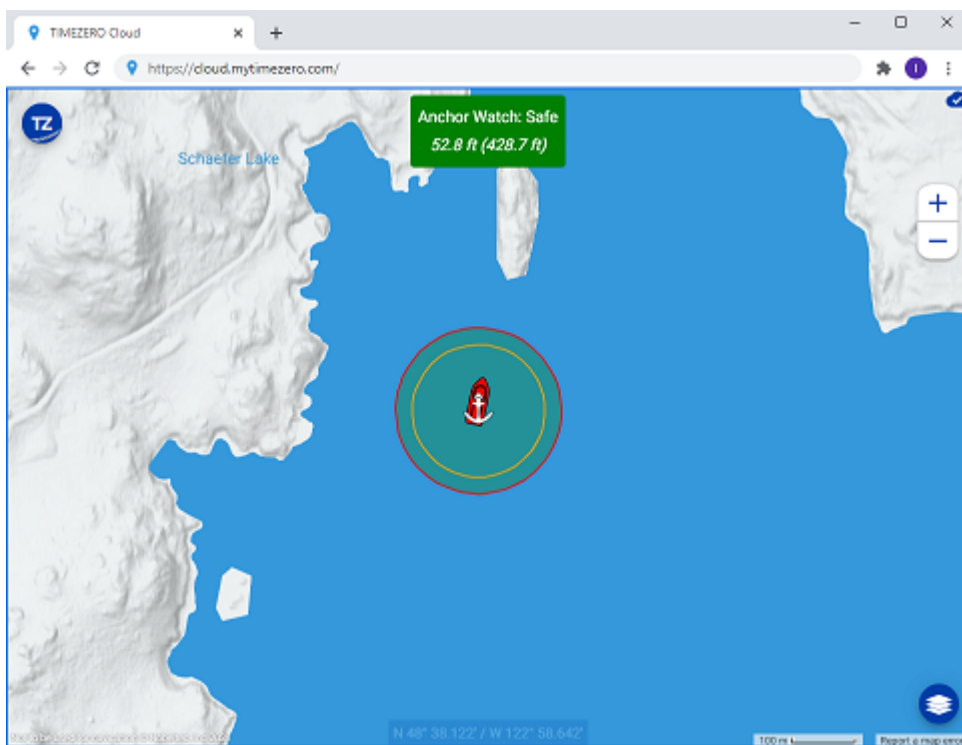 TIMEZERO Cloud
https://cloud.mytimezero.com/
I
TZ
Anchor Watch: Safe
52.8 ft (428.7 ft)
Schaefer Lake
+
−
N 48° 38.122' / W 122° 58.642'
100 m
Report a map error